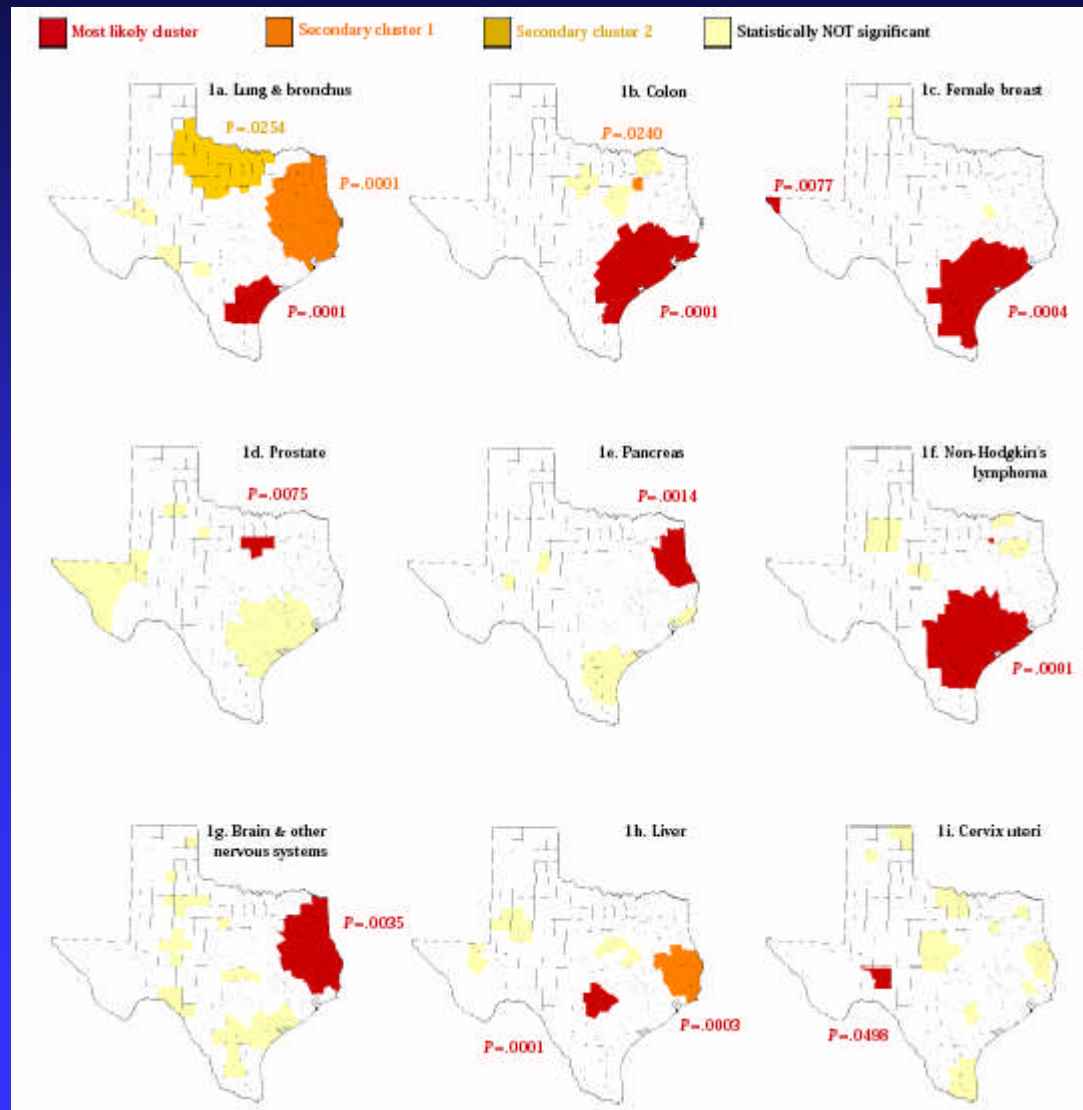 Most likely cluster
Secondary cluster 1
Secondary cluster 2
Statistically NOT significant
1a. Lung & bronchus
P=.0254
P=.0001
P=.0001
1b. Colon
P=.0240
P=.0001
1c. Female breast
P=.0077
P=.0004
1d. Prostate
P=.0075
1e. Pancreas
P=.0014
1f. Non-Hodgkin's
lymphoma
P=.0001
1g. Brain & other
nervous systems
P=.0035
1h. Liver
P=.0001
P=.0003
1i. Cervix uteri
P=.0498